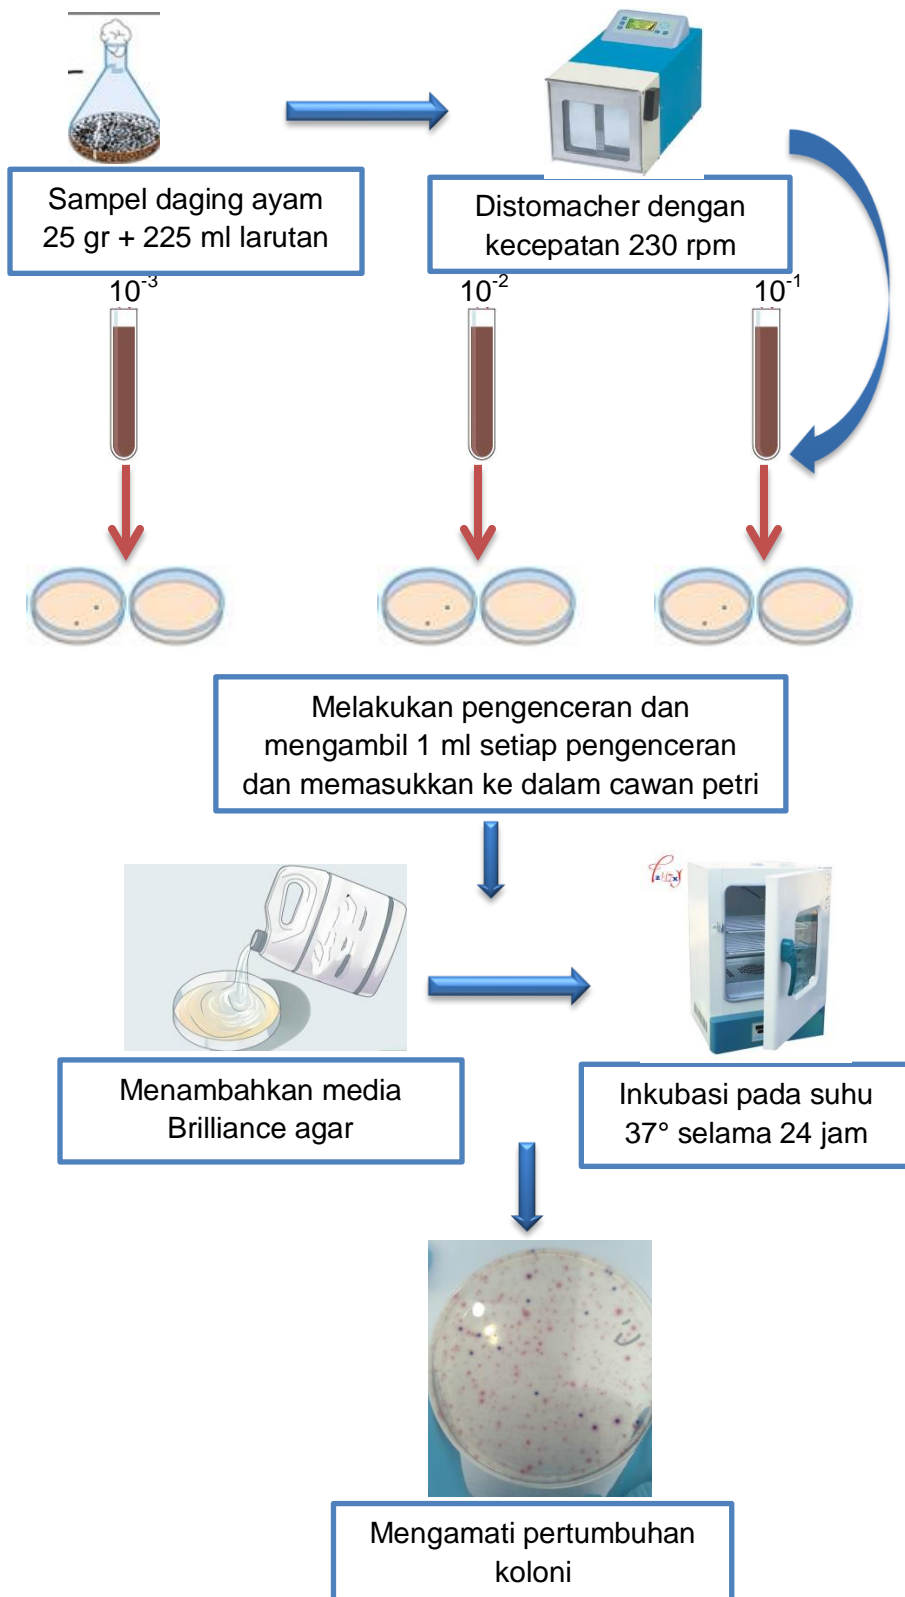 Sampel daging ayam
25 gr + 225 ml larutan
Distomacher dengan
kecepatan 230 rpm
10⁻³
10⁻²
10⁻¹
Melakukan pengenceran dan
mengambil 1 ml setiap pengenceran
dan memasukkan ke dalam cawan petri
Menambahkan media
Brilliance agar
Inkubasi pada suhu
37° selama 24 jam
Mengamati pertumbuhan
koloni